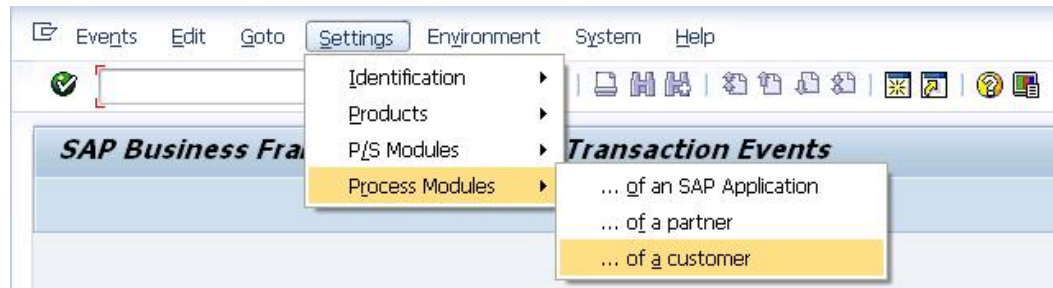 Events Edit Goto Settings Environment System Help
Identification
Products
SAP Business Fra Transaction Events
P/S Modules
Process Modules
... of an SAP Application
... of a partner
... of a customer